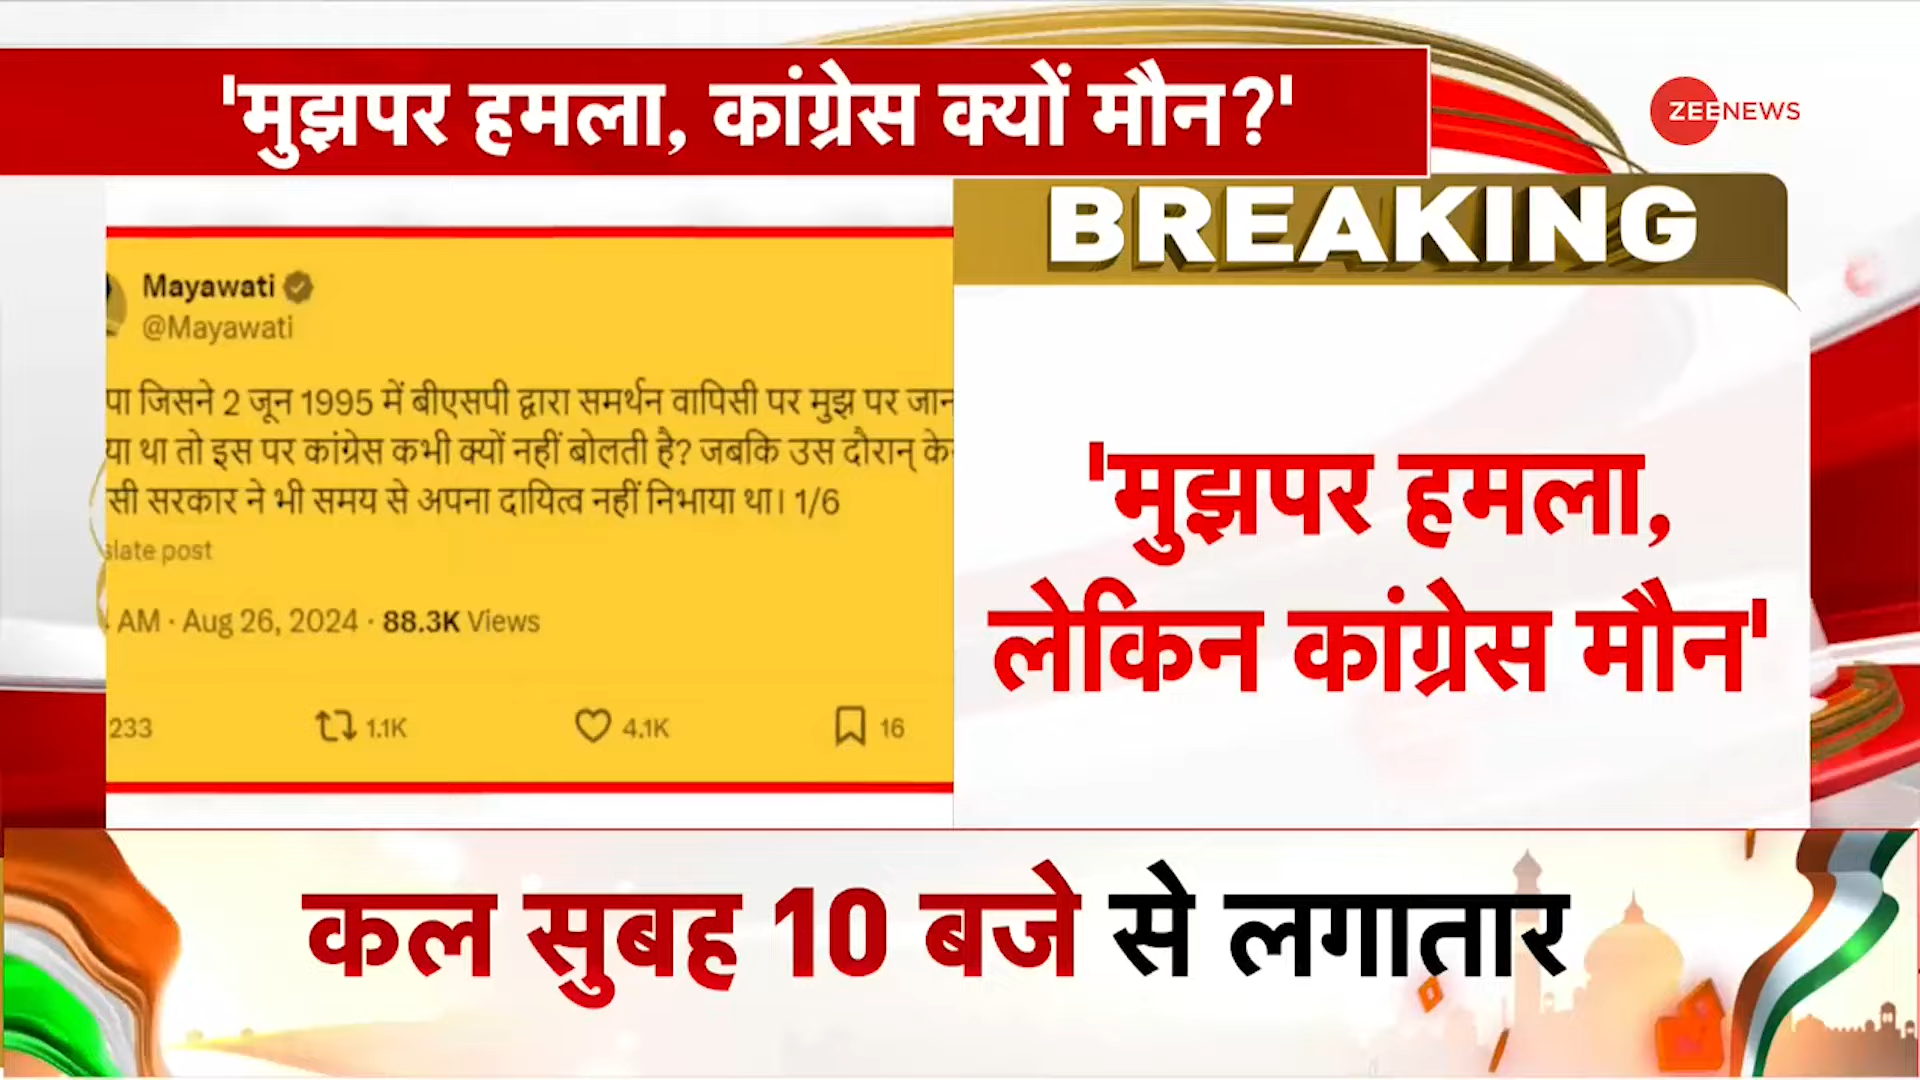 'मुझपर हमला, कांग्रेस क्यों मौन?'
ZEENEWS
BREAKING
Mayawati
@Mayawati
पा जिसने 2 जून 1995 में बीएसपी द्वारा समर्थन वापिसी पर मुझ पर जान
या था तो इस पर कांग्रेस कभी क्यों नहीं बोलती है? जबकि उस दौरान् के
सी सरकार ने भी समय से अपना दायित्व नहीं निभाया था। 1/6
slate post
AM · Aug 26, 2024 · 88.3K Views
233 1.1K 4.1K 16
'मुझपर हमला,
लेकिन कांग्रेस मौन'
कल सुबह 10 बजे से लगातार